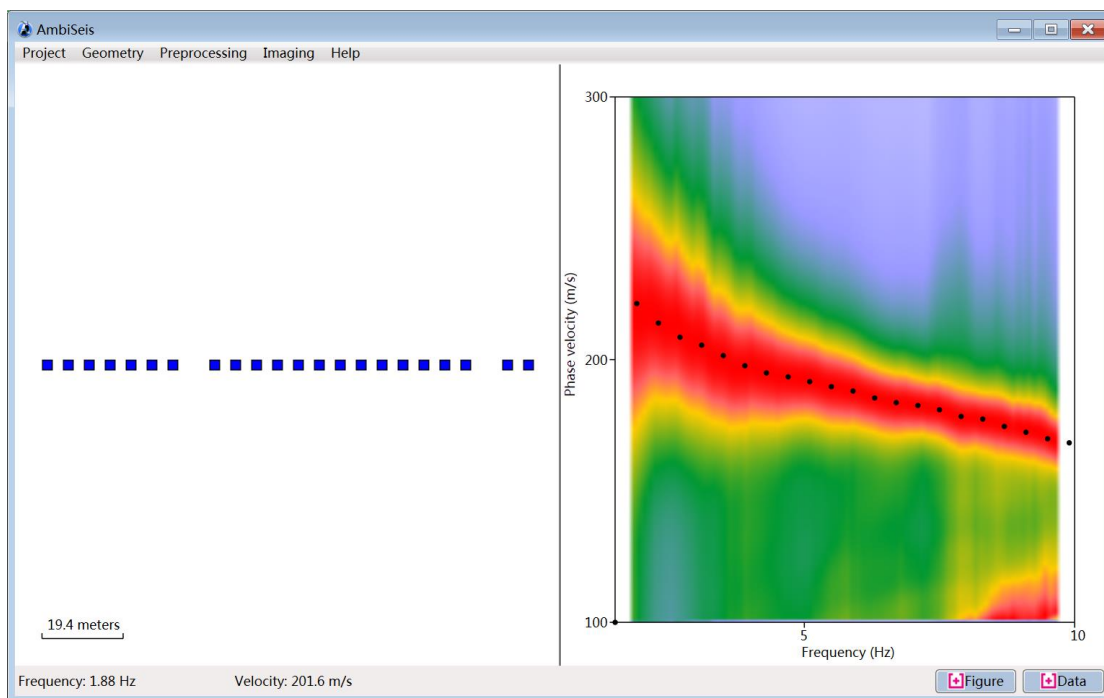 AmbiSeis
Project Geometry Preprocessing Imaging Help
300
200
100
Phase velocity (m/s)
5
10
Frequency (Hz)
19.4 meters
Frequency: 1.88 Hz Velocity: 201.6 m/s
[+]Figure [+]Data